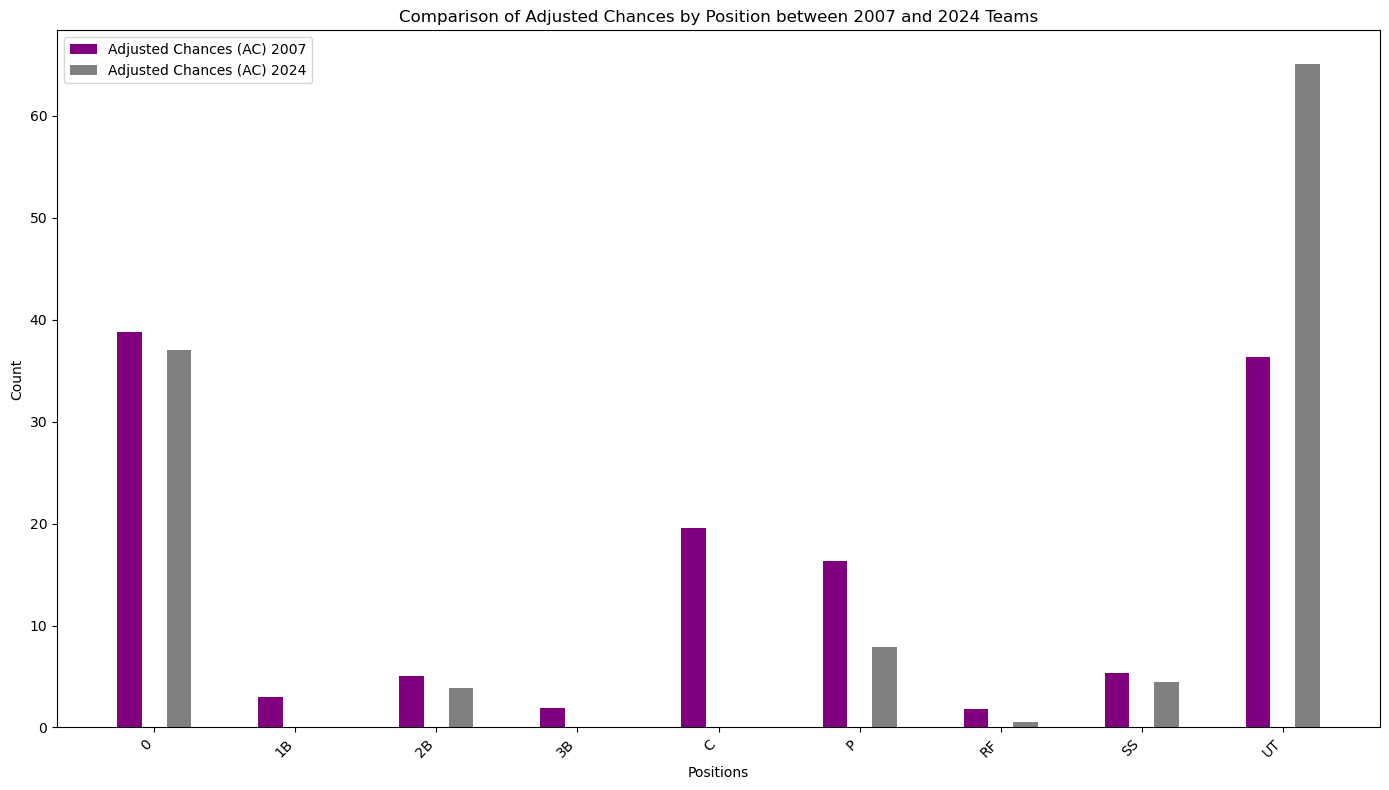 Comparison of Adjusted Chances by Position between 2007 and 2024 Teams
Adjusted Chances (AC) 2007
Adjusted Chances (AC) 2024
60
50
40
30
20
10
0
Count
0
1B
2B
3B
C
P
RF
SS
UT
Positions